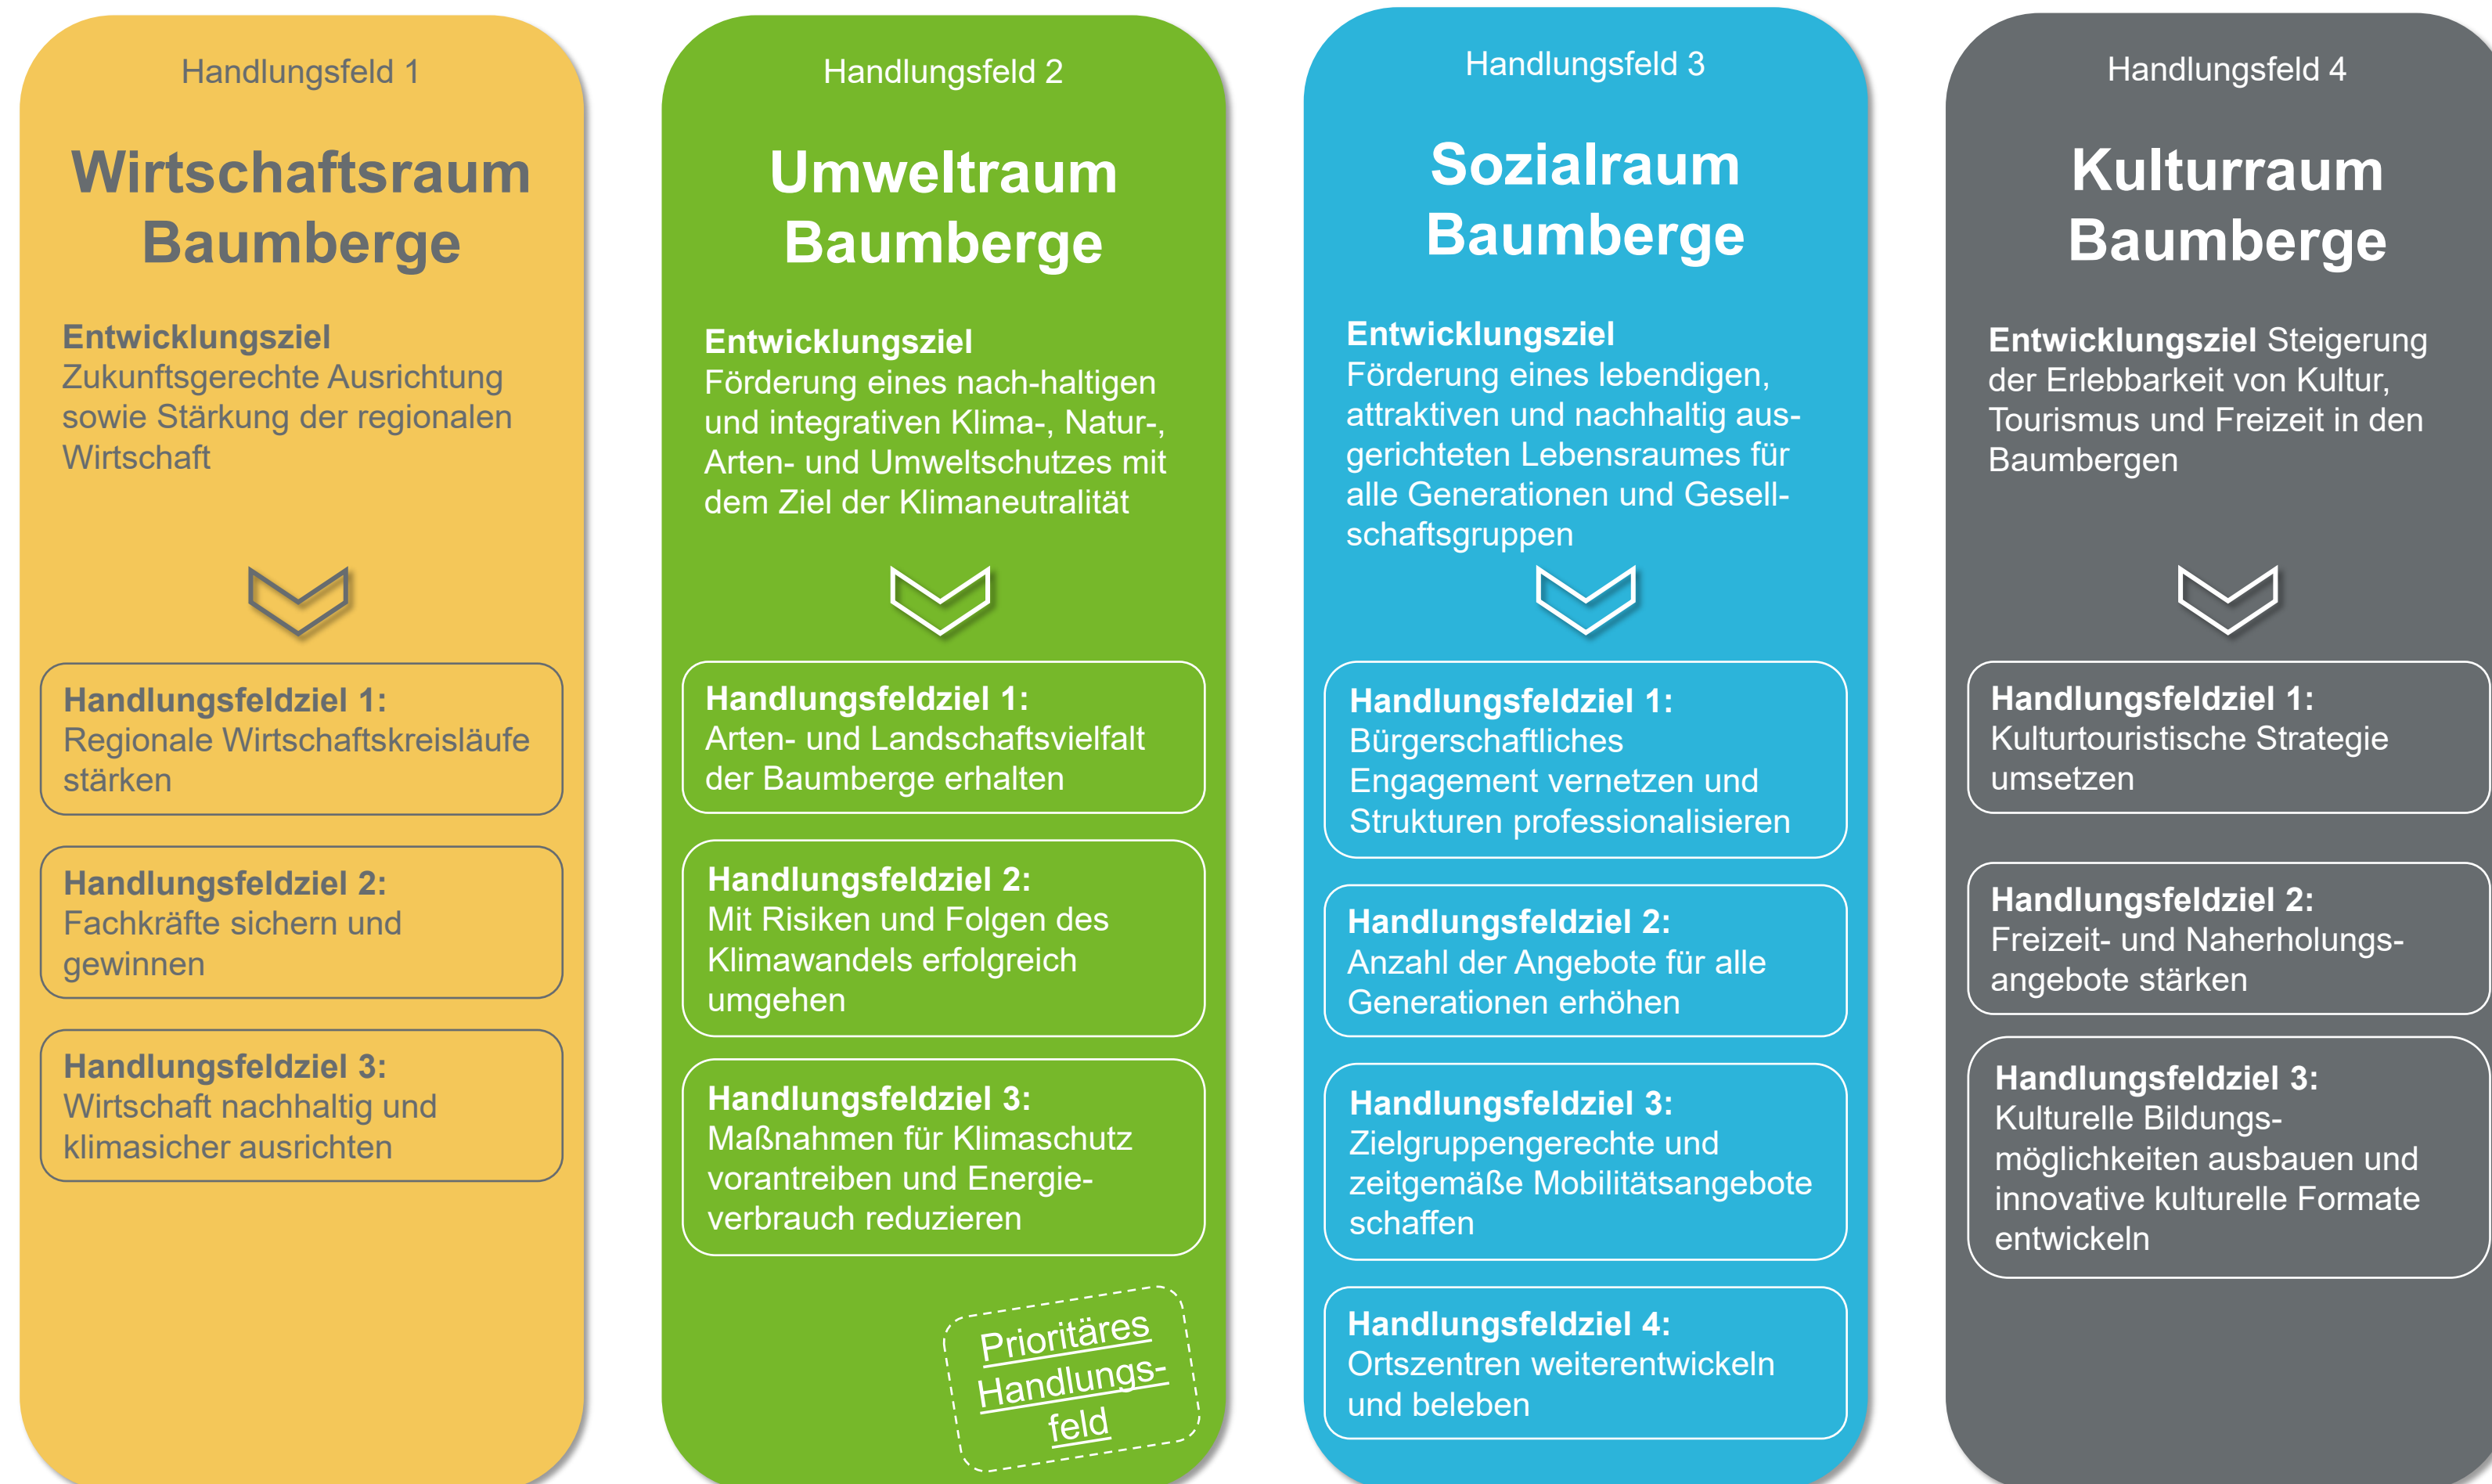 Handlungsfeld 1
Wirtschaftsraum
Baumberge
Entwicklungsziel
Zukunftsgerechte Ausrichtung
sowie Stärkung der regionalen
Wirtschaft
Handlungsfeldziel 1:
Regionale Wirtschaftskreisläufe
stärken
Handlungsfeldziel 2:
Fachkräfte sichern und
gewinnen
Handlungsfeldziel 3:
Wirtschaft nachhaltig und
klimasicher ausrichten
Handlungsfeld 2
Umweltraum
Baumberge
Entwicklungsziel
Förderung eines nach-haltigen
und integrativen Klima-, Natur-,
Arten- und Umweltschutzes mit
dem Ziel der Klimaneutralität
Handlungsfeldziel 1:
Arten- und Landschaftsvielfalt
der Baumberge erhalten
Handlungsfeldziel 2:
Mit Risiken und Folgen des
Klimawandels erfolgreich
umgehen
Handlungsfeldziel 3:
Maßnahmen für Klimaschutz
vorantreiben und Energie-
verbrauch reduzieren
Prioritäres
Handlungs-
feld
Handlungsfeld 3
Sozialraum
Baumberge
Entwicklungsziel
Förderung eines lebendigen,
attraktiven und nachhaltig aus-
gerichteten Lebensraumes für
alle Generationen und Gesell-
schaftsgruppen
Handlungsfeldziel 1:
Bürgerschaftliches
Engagement vernetzen und
Strukturen professionalisieren
Handlungsfeldziel 2:
Anzahl der Angebote für alle
Generationen erhöhen
Handlungsfeldziel 3:
Zielgruppengerechte und
zeitgemäße Mobilitätsangebote
schaffen
Handlungsfeldziel 4:
Ortszentren weiterentwickeln
und beleben
Handlungsfeld 4
Kulturraum
Baumberge
Entwicklungsziel Steigerung
der Erlebbarkeit von Kultur,
Tourismus und Freizeit in den
Baumbergen
Handlungsfeldziel 1:
Kulturtouristische Strategie
umsetzen
Handlungsfeldziel 2:
Freizeit- und Naherholungs-
angebote stärken
Handlungsfeldziel 3:
Kulturelle Bildungs-
möglichkeiten ausbauen und
innovative kulturelle Formate
entwickeln